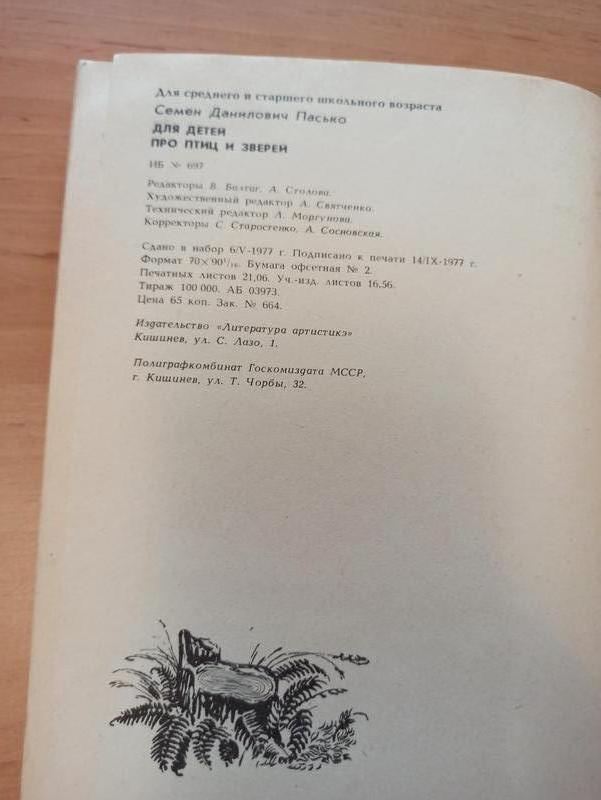 Для среднего и старшего школьного возраста
Семен Данилович Пасько
ДЛЯ ДЕТЕЙ
ПРО ПТИЦ И ЗВЕРЕЙ
ИБ № 697
Редакторы В. Балтаг, А. Столова.
Художественный редактор А. Святченко.
Технический редактор Л. Моргунова.
Корректоры С. Старостенко, А. Сосновская.
Сдано в набор 6/V-1977 г. Подписано к печати 14/IX-1977 г.
Формат 70×90¹/₁₆. Бумага офсетная № 2.
Печатных листов 21,06. Уч.-изд. листов 16,56.
Тираж 100 000. АБ 03973.
Цена 65 коп. Зак. № 664.
Издательство «Литература артистикэ»
Кишинев, ул. С. Лазо, 1.
Полиграфкомбинат Госкомиздата МССР,
г. Кишинев, ул. Т. Чорбы, 32.